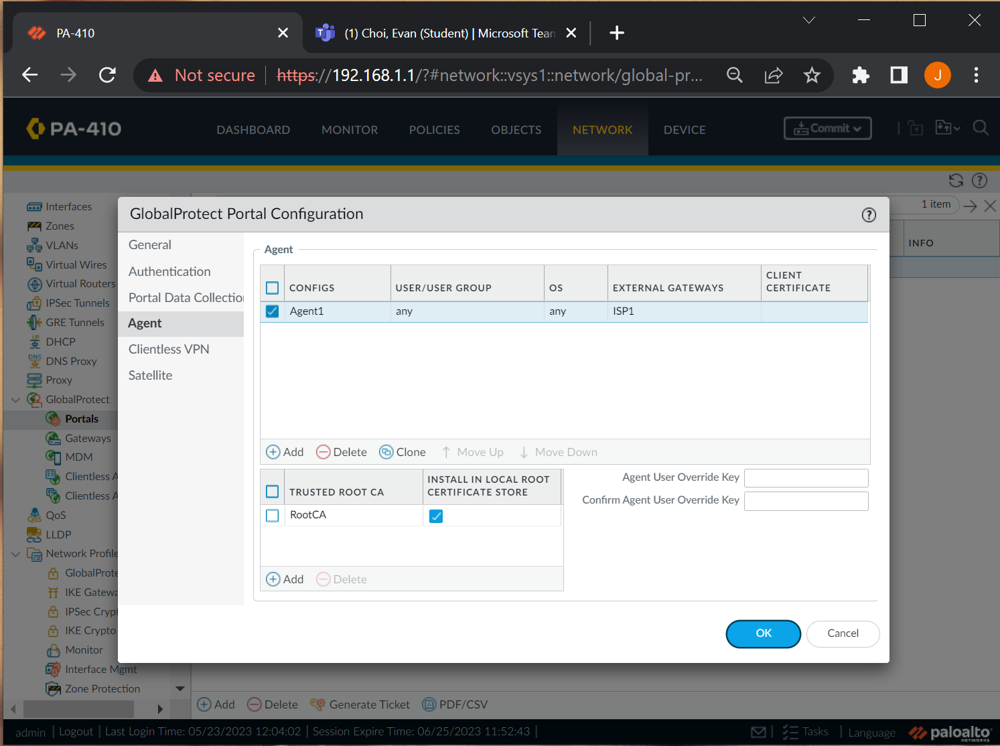 PA-410
(1) Choi, Evan (Student) | Microsoft Team
Not secure
https://192.168.1.1/?#network::vsys1::network/global-pr...
J
PA-410
DASHBOARD
MONITOR
POLICIES
OBJECTS
NETWORK
DEVICE
Commit
1 item
INFO
Interfaces
Zones
VLANs
Virtual Wires
Virtual Routers
IPSec Tunnels
GRE Tunnels
DHCP
DNS Proxy
Proxy
GlobalProtect
Portals
Gateways
MDM
Clientless A
Clientless A
QoS
LLDP
Network Profile
GlobalProte
IKE Gatewa
IPSec Crypt
IKE Crypto
Monitor
Interface Mgmt
Zone Protection
GlobalProtect Portal Configuration
General
Authentication
Portal Data Collection
Agent
Clientless VPN
Satellite
Agent
CONFIGS
USER/USER GROUP
OS
EXTERNAL GATEWAYS
CLIENT
CERTIFICATE
Agent1
any
any
ISP1
Add
Delete
Clone
Move Up
Move Down
TRUSTED ROOT CA
INSTALL IN LOCAL ROOT
CERTIFICATE STORE
RootCA
Add
Delete
Agent User Override Key
Confirm Agent User Override Key
OK
Cancel
Add
Delete
Generate Ticket
PDF/CSV
admin | Logout | Last Login Time: 05/23/2023 12:04:02 | Session Expire Time: 06/25/2023 11:52:43 |
Tasks | Language
paloalto
NETWORKS